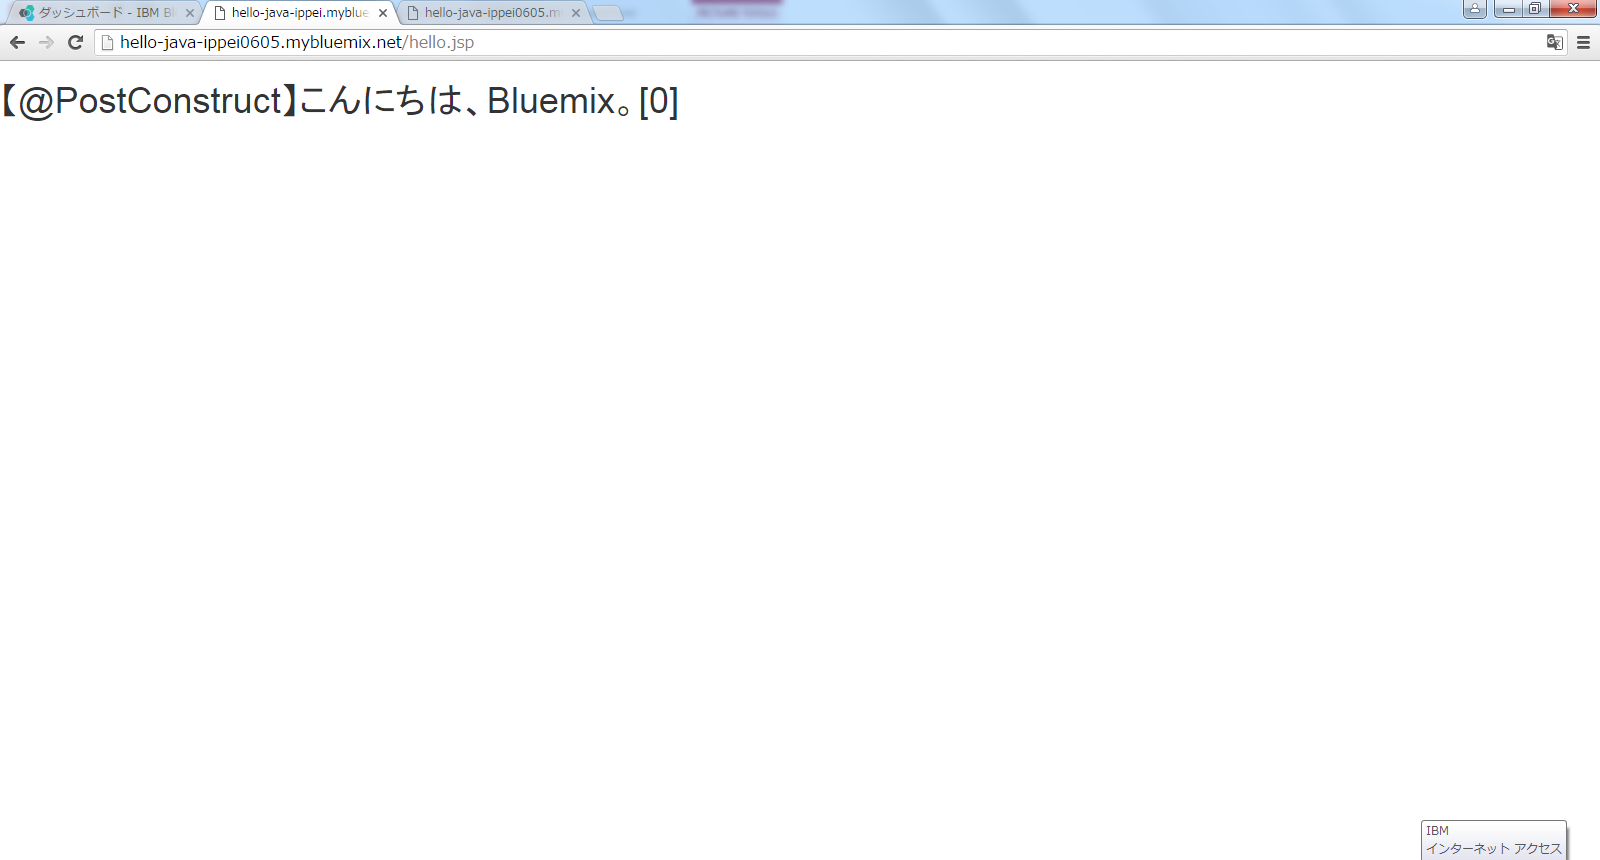 ダッシュボード - IBM Bl
hello-java-ippei.myblue
hello-java-ippei0605.m
hello-java-ippei0605.mybluemix.net/hello.jsp
【@PostConstruct】こんにちは、Bluemix。[0]
IBM
インターネット アクセス